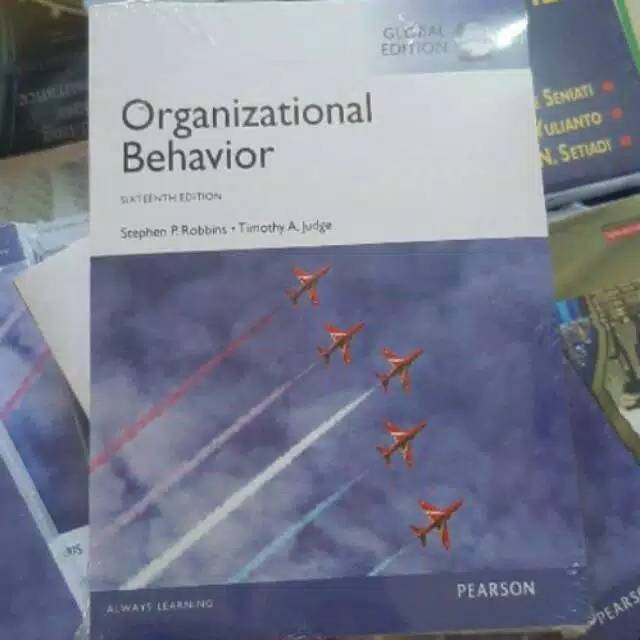 GLOBAL
EDITION
Organizational
Behavior
SIXTEENTH EDITION
Stephen P. Robbins • Timothy A. Judge
ALWAYS LEARNING
PEARSON
SENIATI
YULIANTO
N. SETIADI